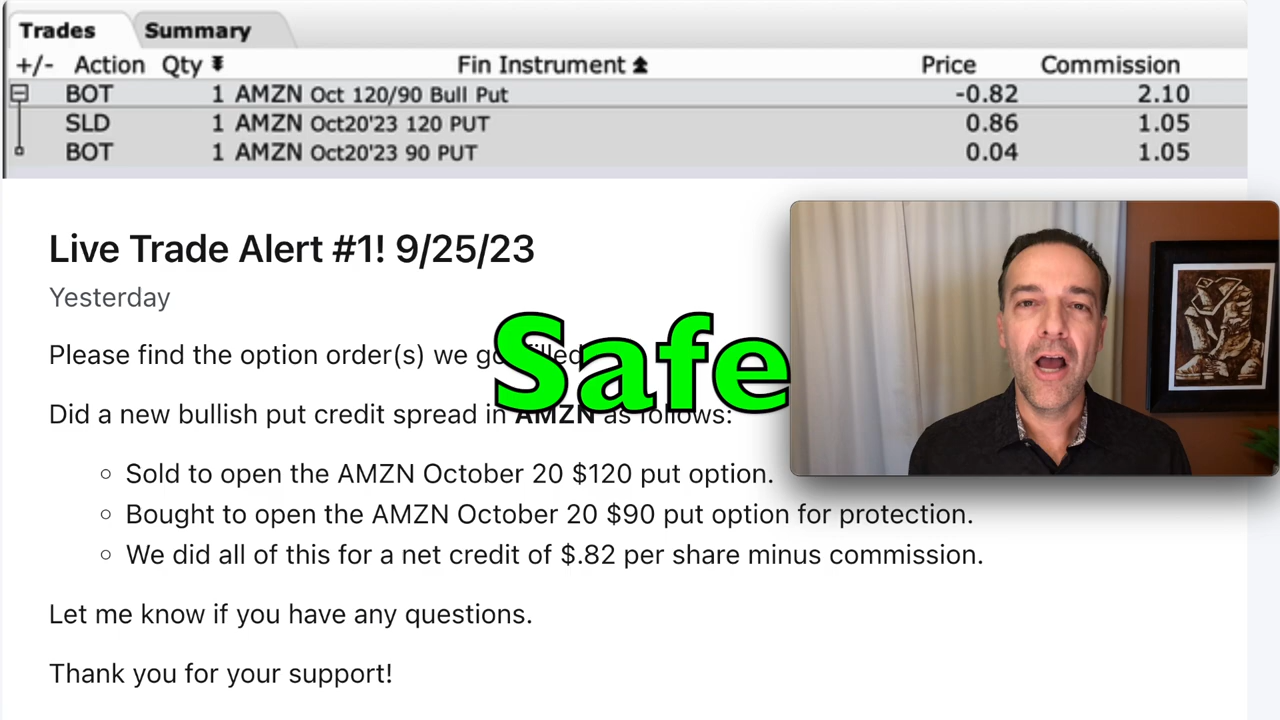 Trades Summary
+/- Action Qty Fin Instrument Price Commission
BOT 1 AMZN Oct 120/90 Bull Put -0.82 2.10
SLD 1 AMZN Oct20'23 120 PUT 0.86 1.05
BOT 1 AMZN Oct20'23 90 PUT 0.04 1.05
Live Trade Alert #1! 9/25/23
Yesterday
Please find the option order(s) we got filled
Safe
Did a new bullish put credit spread in AMZN as follows:
Sold to open the AMZN October 20 $120 put option.
Bought to open the AMZN October 20 $90 put option for protection.
We did all of this for a net credit of $.82 per share minus commission.
Let me know if you have any questions.
Thank you for your support!